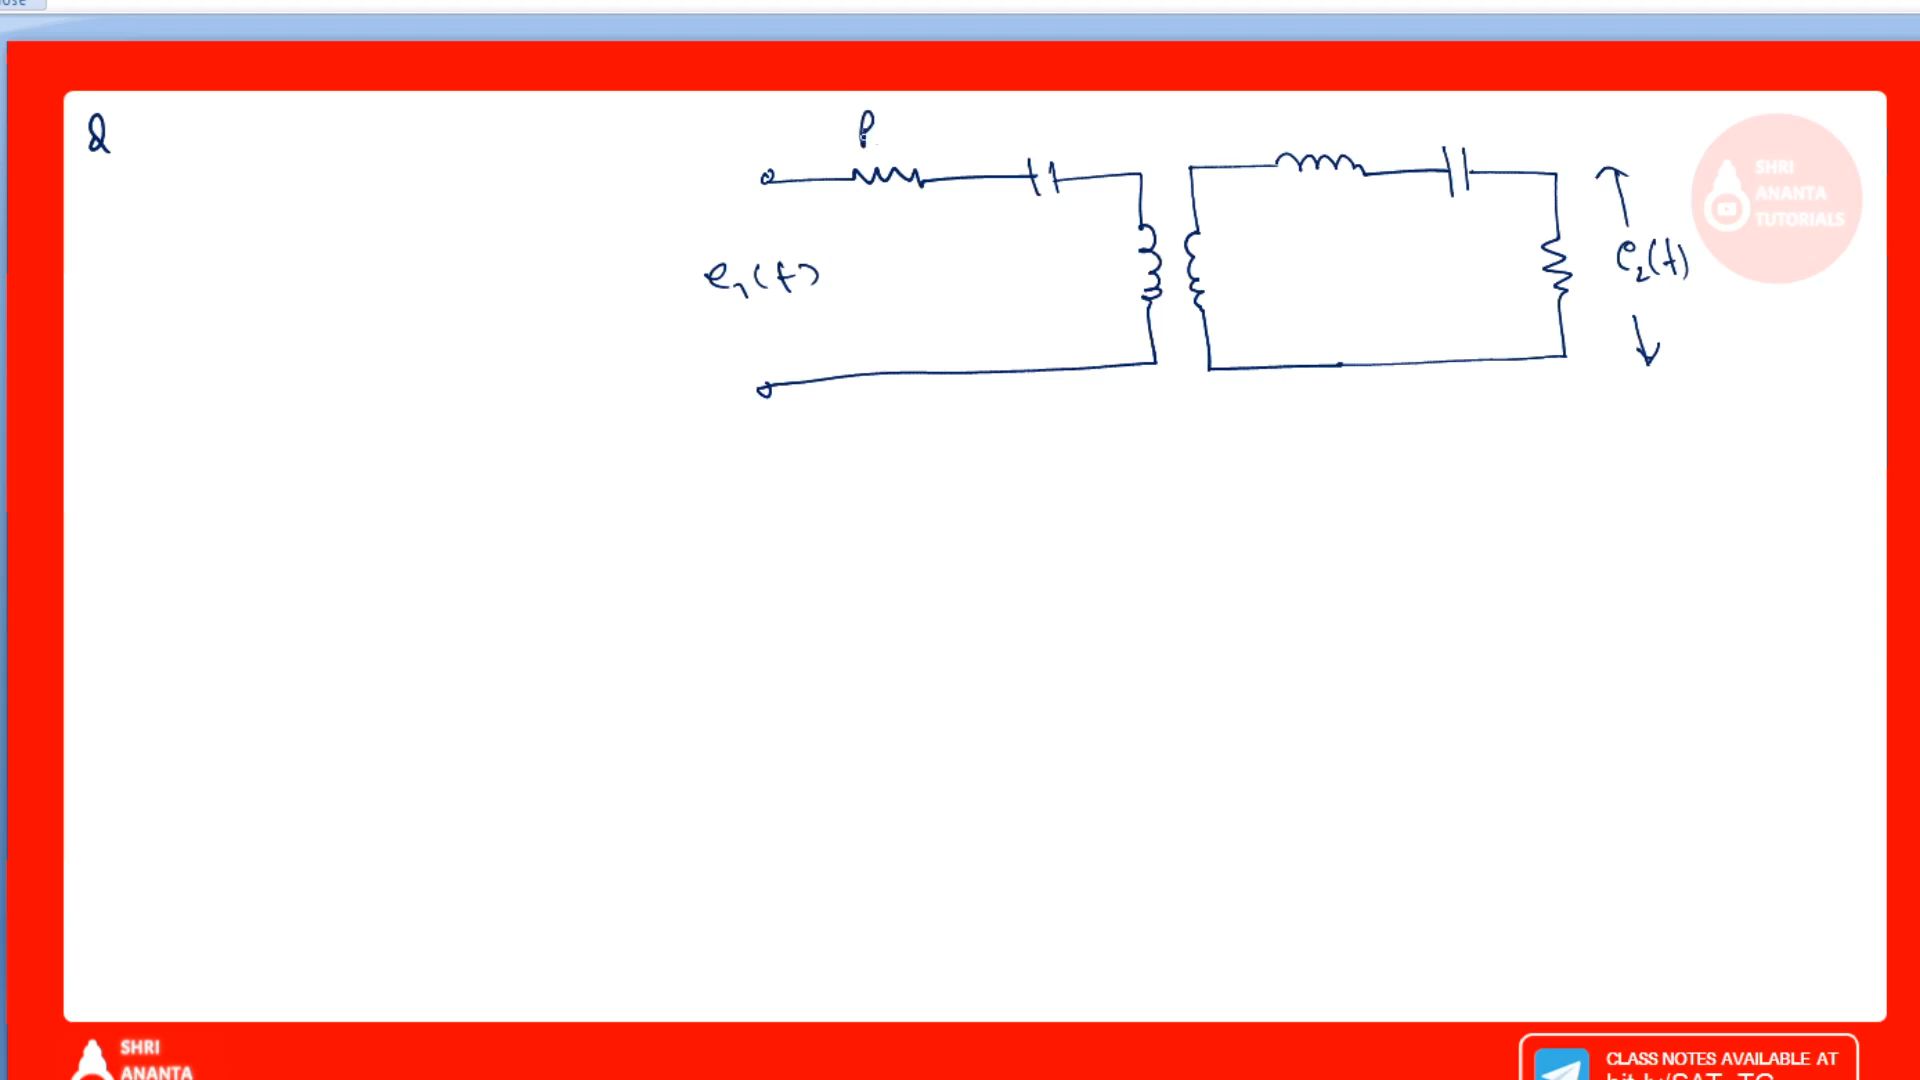 Q
e₁(t)
e₂(t)
SHRI
ANANTA
TUTORIALS
SHRI
ANANTA
CLASS NOTES AVAILABLE AT